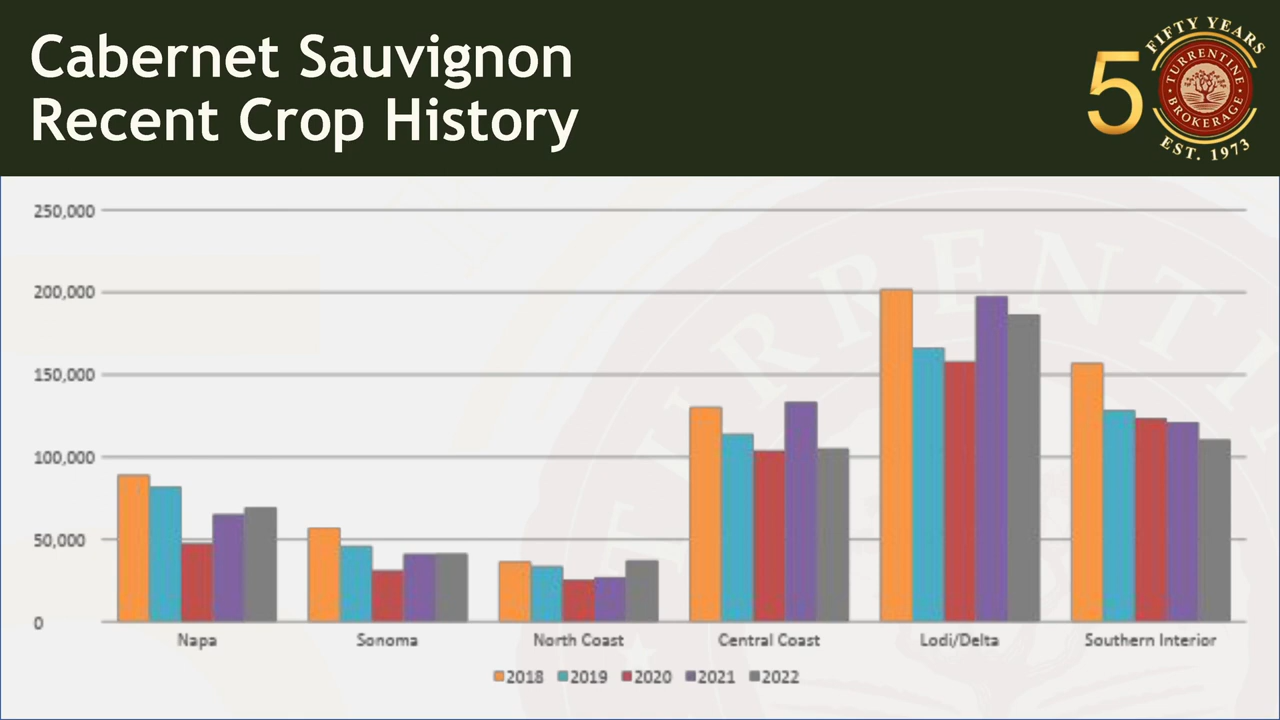 Cabernet Sauvignon
Recent Crop History
5
FIFTY YEARS
TURRENTINE
BROKERAGE
EST. 1973
250,000
200,000
150,000
100,000
50,000
0
Napa
Sonoma
North Coast
Central Coast
Lodi/Delta
Southern Interior
2018
2019
2020
2021
2022
TURRENTI